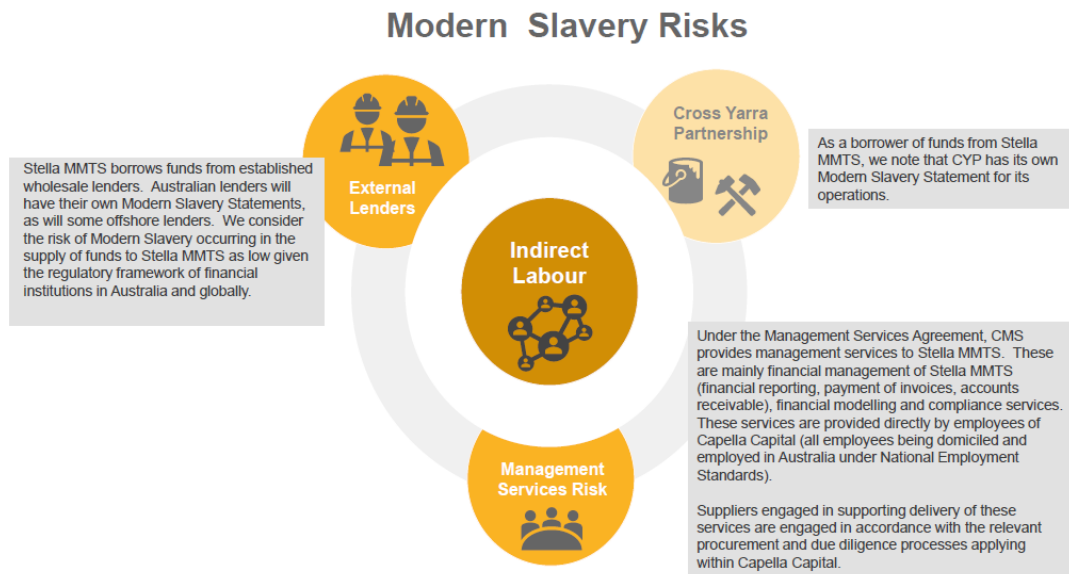 Modern Slavery Risks
External
Lenders
Stella MMTS borrows funds from established
wholesale lenders. Australian lenders will
have their own Modern Slavery Statements,
as will some offshore lenders. We consider
the risk of Modern Slavery occurring in the
supply of funds to Stella MMTS as low given
the regulatory framework of financial
institutions in Australia and globally.
Cross Yarra
Partnership
As a borrower of funds from Stella
MMTS, we note that CYP has its own
Modern Slavery Statement for its
operations.
Indirect
Labour
Management
Services Risk
Under the Management Services Agreement, CMS
provides management services to Stella MMTS. These
are mainly financial management of Stella MMTS
(financial reporting, payment of invoices, accounts
receivable), financial modelling and compliance services.
These services are provided directly by employees of
Capella Capital (all employees being domiciled and
employed in Australia under National Employment
Standards).
Suppliers engaged in supporting delivery of these
services are engaged in accordance with the relevant
procurement and due diligence processes applying
within Capella Capital.